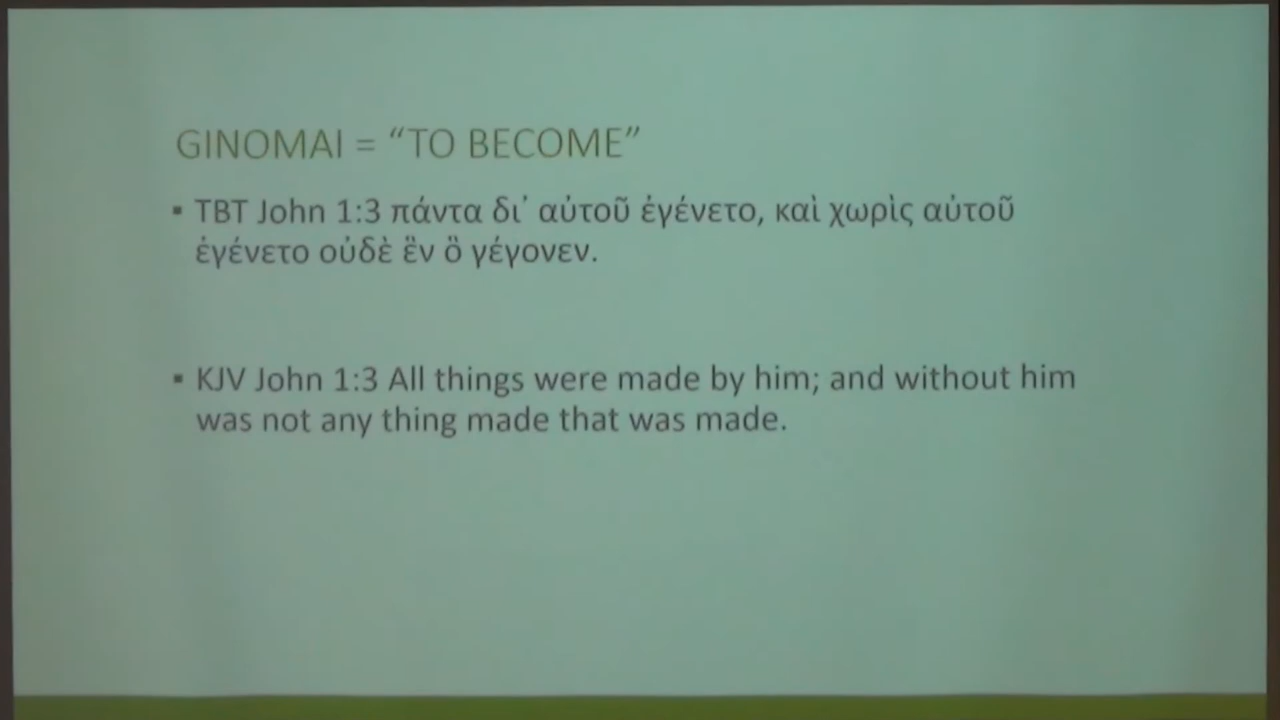 GINOMAI = “TO BECOME”
▪ TBT John 1:3 πάντα δι᾽ αὐτοῦ ἐγένετο, καὶ χωρὶς αὐτοῦ
ἐγένετο οὐδὲ ἓν ὃ γέγονεν.
▪ KJV John 1:3 All things were made by him; and without him
was not any thing made that was made.